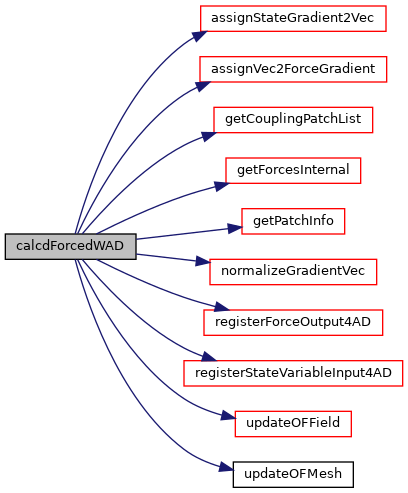 assignStateGradient2Vec
assignVec2ForceGradient
getCouplingPatchList
getForcesInternal
calcdForcedWAD
getPatchInfo
normalizeGradientVec
registerForceOutput4AD
registerStateVariableInput4AD
updateOFField
updateOFMesh